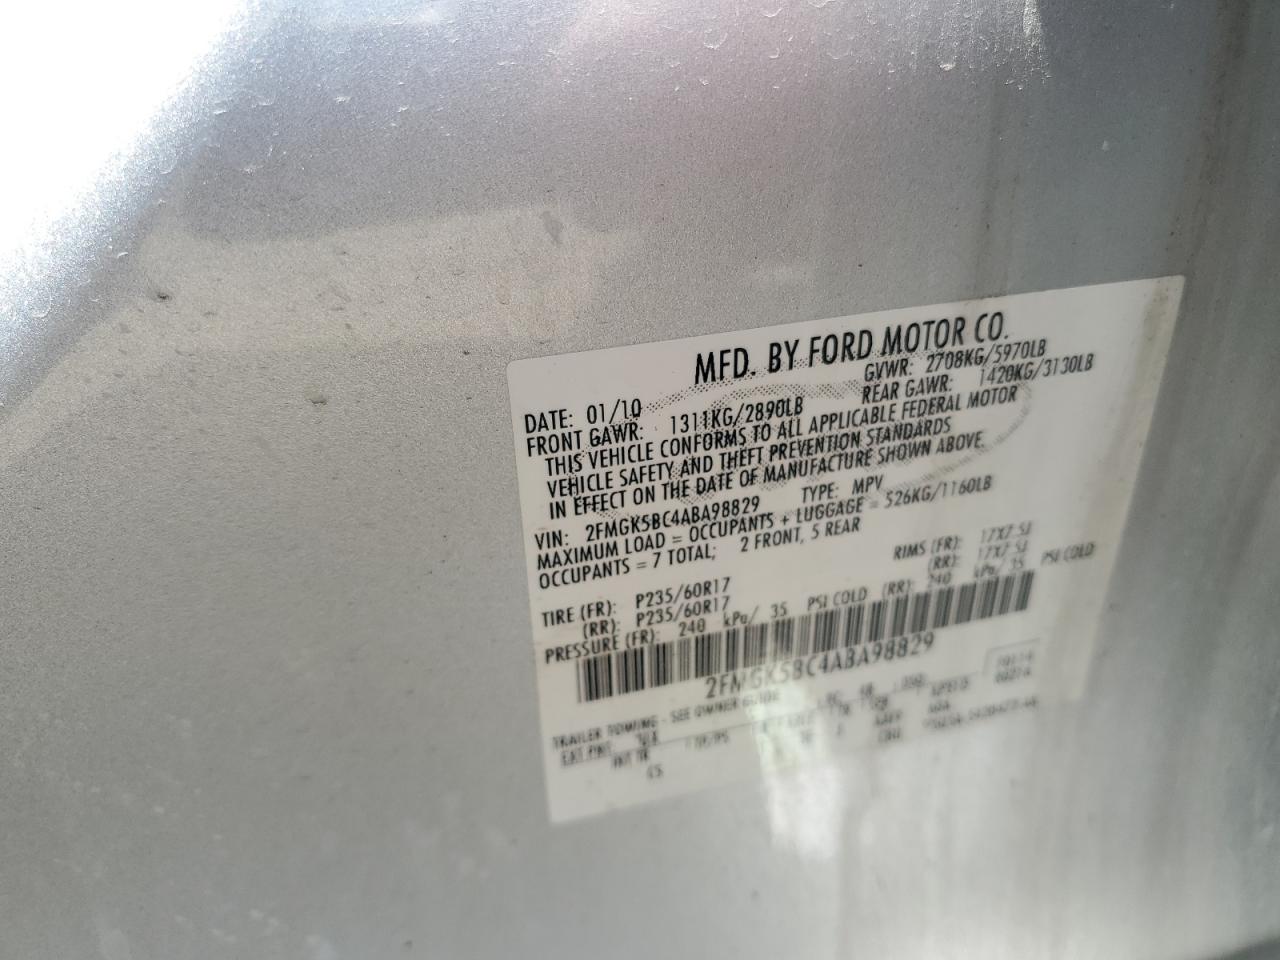 MFD. BY FORD MOTOR CO.
DATE: 01/10 GVWR: 2708KG/5970LB
FRONT GAWR: 1311KG/2890LB REAR GAWR: 1420KG/3130LB
THIS VEHICLE CONFORMS TO ALL APPLICABLE FEDERAL MOTOR
VEHICLE SAFETY AND THEFT PREVENTION STANDARDS
IN EFFECT ON THE DATE OF MANUFACTURE SHOWN ABOVE.
VIN: 2FMGK5BC4ABA98829 TYPE: MPV
MAXIMUM LOAD = OCCUPANTS + LUGGAGE = 526KG/1160LB
OCCUPANTS = 7 TOTAL; 2 FRONT, 5 REAR
TIRE (FR): P235/60R17 RIMS (FR): 17X7.5J
(RR): P235/60R17 (RR): 17X7.5J
PRESSURE (FR): 240 kPa/ 35 PSI COLD (RR): 240 kPa/ 35 PSI COLD
2FMGK5BC4ABA98829
TRAILER TOWING - SEE OWNER GUIDE
EXT PNT: